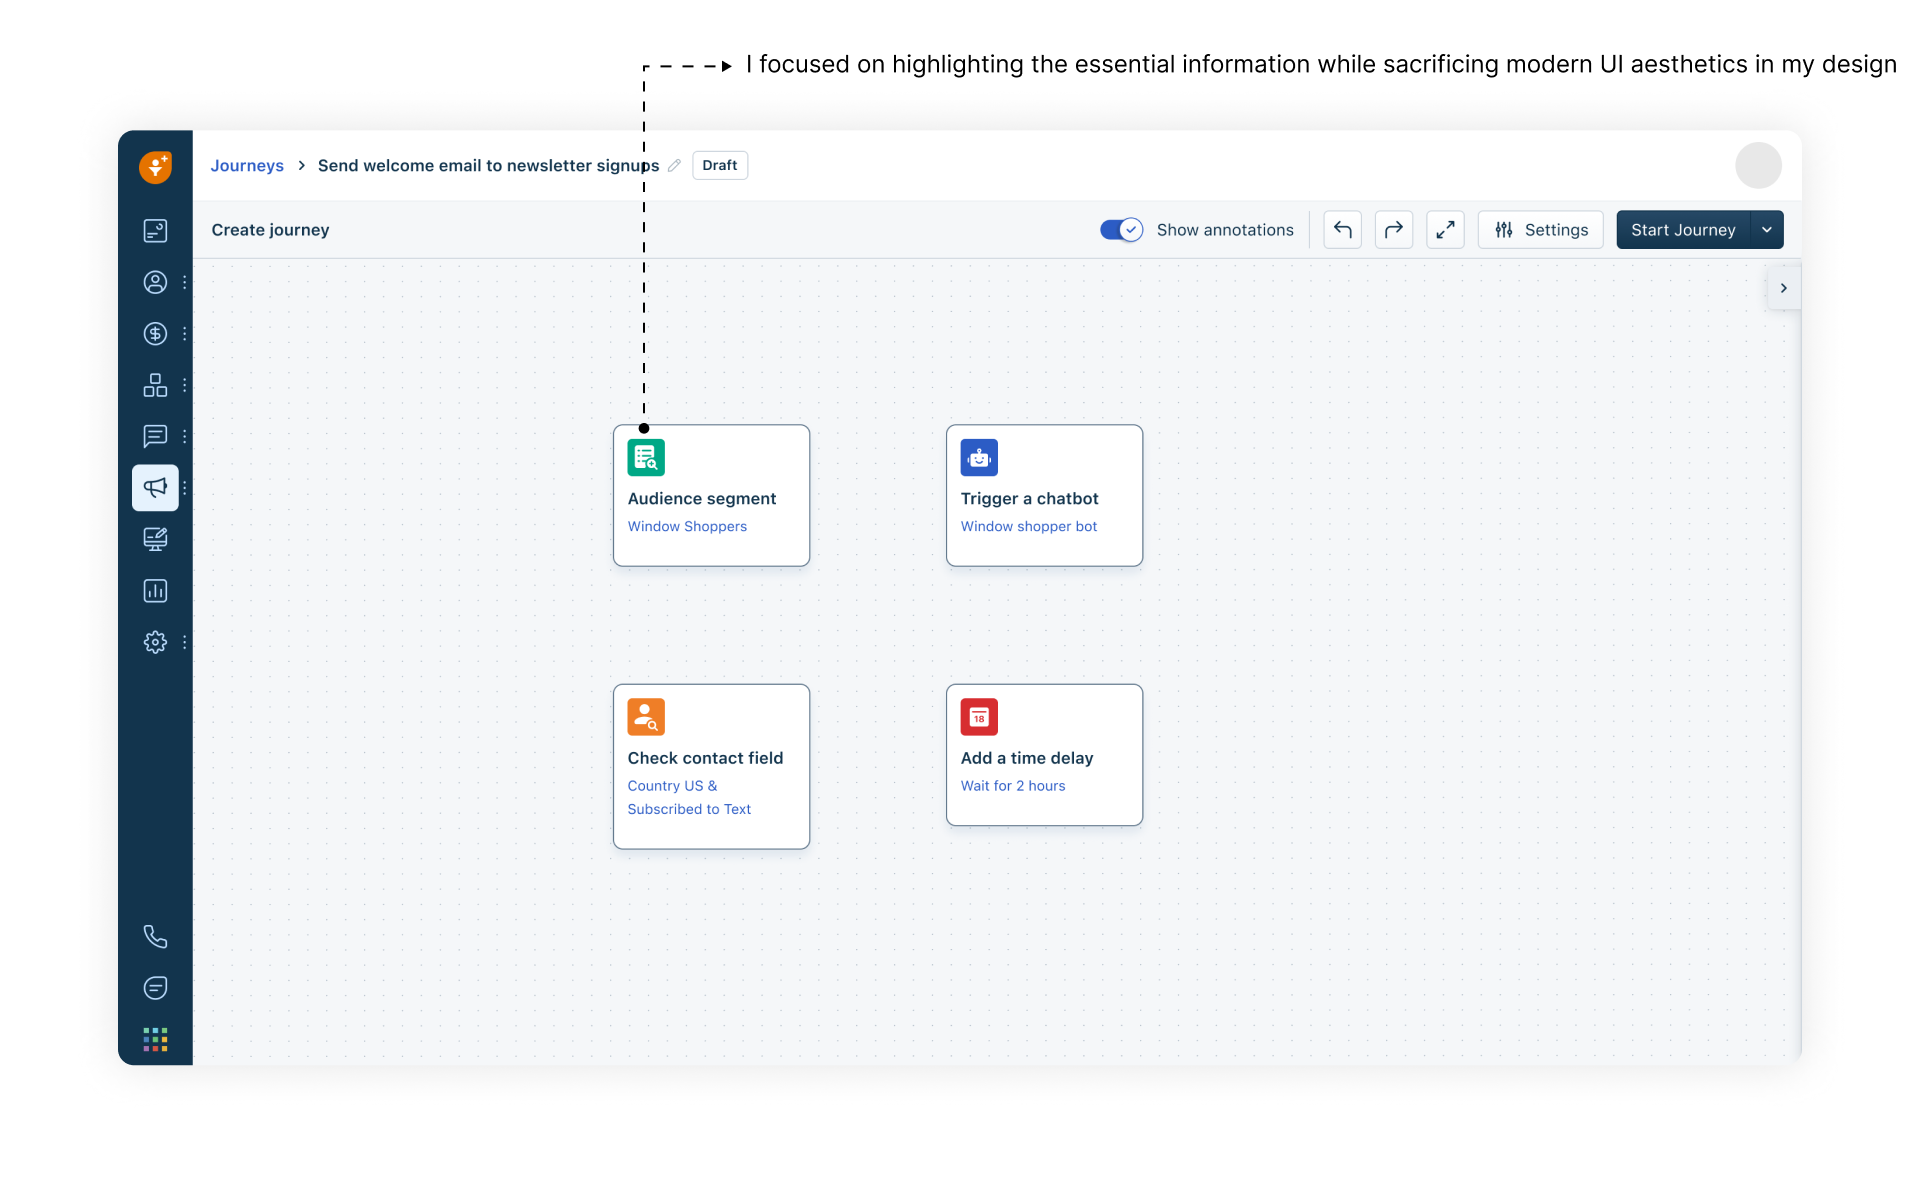 I focused on highlighting the essential information while sacrificing modern UI aesthetics in my design
Journeys > Send welcome email to newsletter signups Draft
Create journey Show annotations Settings Start Journey
Audience segment
Window Shoppers
Trigger a chatbot
Window shopper bot
Check contact field
Country US &
Subscribed to Text
18
Add a time delay
Wait for 2 hours